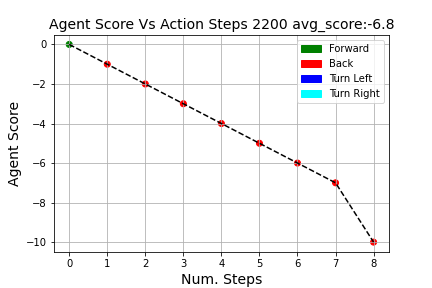 Agent Score Vs Action Steps 2200 avg_score:-6.8
Forward
Back
Turn Left
Turn Right
0
−2
−4
−6
−8
−10
Agent Score
0 1 2 3 4 5 6 7 8
Num. Steps